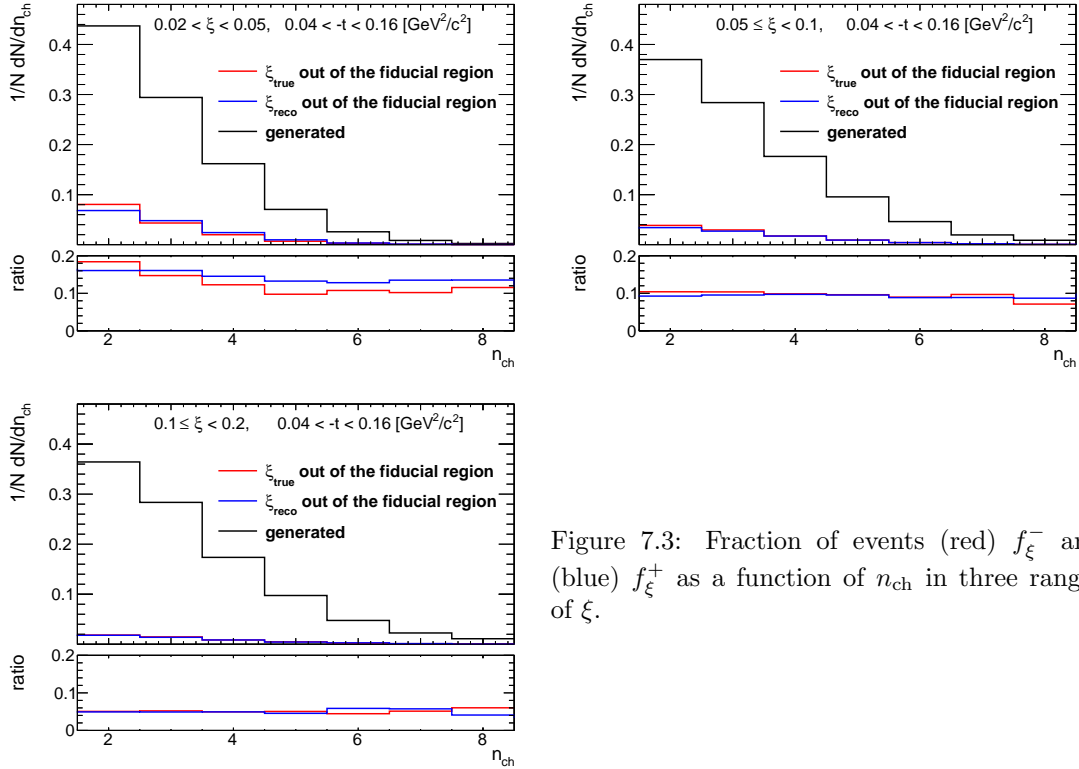 0.02 < ξ < 0.05, 0.04 < -t < 0.16 [GeV²/c²]
1/N dN/dn_ch
0.4
0.3
0.2
0.1
ξ_true out of the fiducial region
ξ_reco out of the fiducial region
generated
ratio
0.2
0.1
0
2 4 6 8
n_ch
0.05 ≤ ξ < 0.1, 0.04 < -t < 0.16 [GeV²/c²]
1/N dN/dn_ch
0.4
0.3
0.2
0.1
ξ_true out of the fiducial region
ξ_reco out of the fiducial region
generated
ratio
0.2
0.1
0
2 4 6 8
n_ch
0.1 ≤ ξ < 0.2, 0.04 < -t < 0.16 [GeV²/c²]
1/N dN/dn_ch
0.4
0.3
0.2
0.1
ξ_true out of the fiducial region
ξ_reco out of the fiducial region
generated
ratio
0.2
0.1
0
2 4 6 8
n_ch
Figure 7.3: Fraction of events (red) f_ξ^- an
(blue) f_ξ^+ as a function of n_ch in three rang
of ξ.